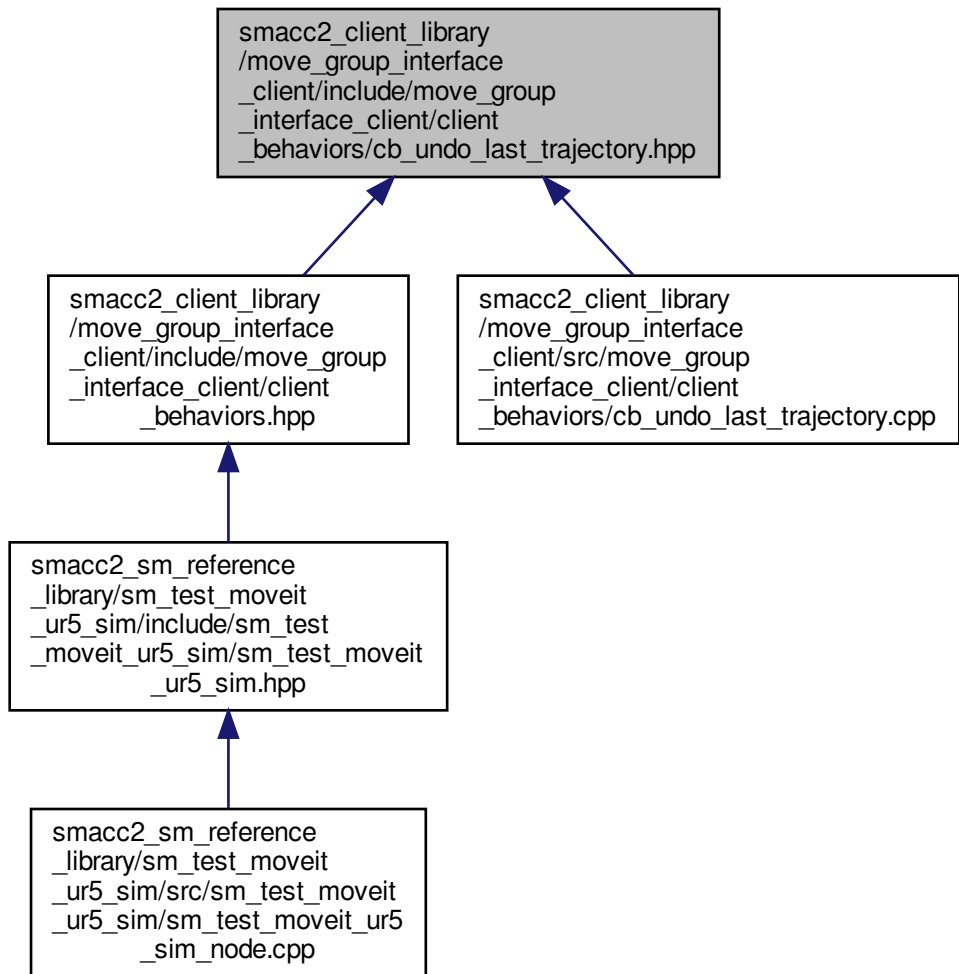 smacc2_client_library
/move_group_interface
_client/include/move_group
_interface_client/client
_behaviors/cb_undo_last_trajectory.hpp
smacc2_client_library
/move_group_interface
_client/include/move_group
_interface_client/client
_behaviors.hpp
smacc2_client_library
/move_group_interface
_client/src/move_group
_interface_client/client
_behaviors/cb_undo_last_trajectory.cpp
smacc2_sm_reference
_library/sm_test_moveit
_ur5_sim/include/sm_test
_moveit_ur5_sim/sm_test_moveit
_ur5_sim.hpp
smacc2_sm_reference
_library/sm_test_moveit
_ur5_sim/src/sm_test_moveit
_ur5_sim/sm_test_moveit_ur5
_sim_node.cpp